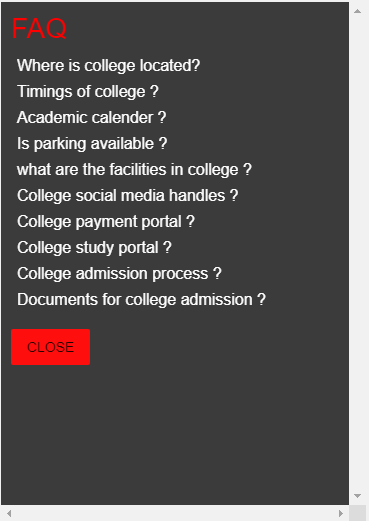 FAQ
Where is college located?
Timings of college ?
Academic calender ?
Is parking available ?
what are the facilities in college ?
College social media handles ?
College payment portal ?
College study portal ?
College admission process ?
Documents for college admission ?
CLOSE